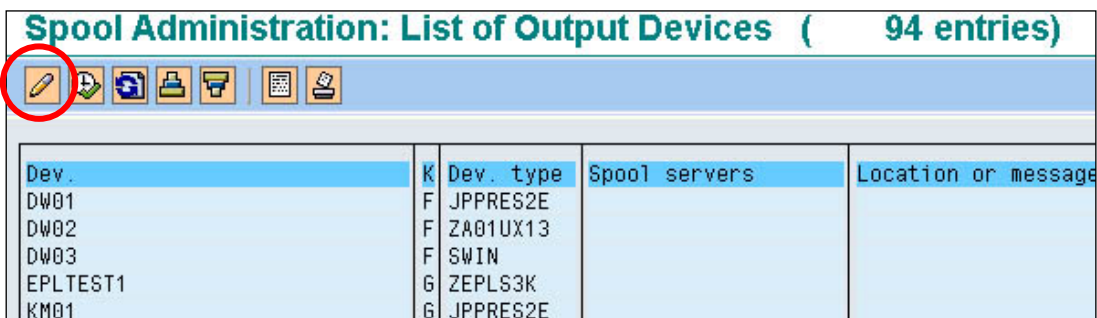 Spool Administration: List of Output Devices ( 94 entries)
Dev. K Dev. type Spool servers Location or message
DW01 F JPPRES2E
DW02 F ZA01UX13
DW03 F SWIN
EPLTEST1 G ZEPLS3K
KM01 G JPPRES2E